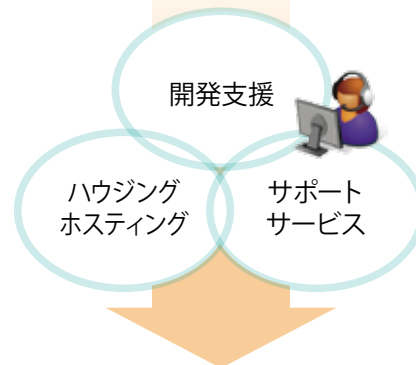 開発支援
ハウジング
ホスティング
サポート
サービス